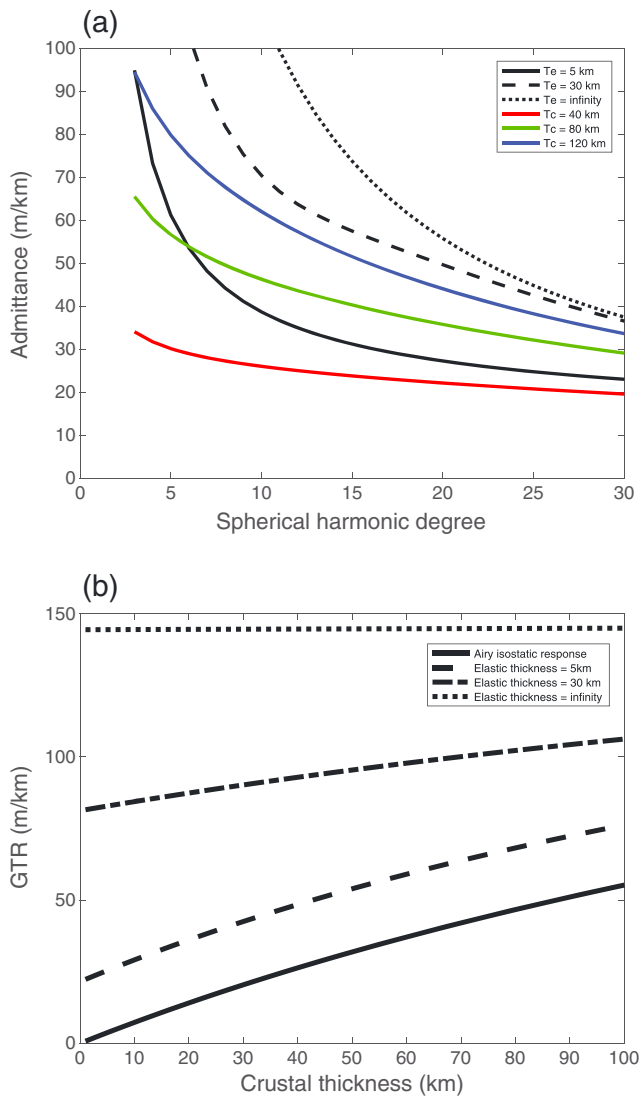 (a)
100
90
80
70
60
50
40
30
20
10
0
Admittance (m/km)
Te = 5 km
Te = 30 km
Te = infinity
Tc = 40 km
Tc = 80 km
Tc = 120 km
0 5 10 15 20 25 30
Spherical harmonic degree
(b)
150
100
50
0
GTR (m/km)
Airy isostatic response
Elastic thickness = 5km
Elastic thickness = 30 km
Elastic thickness = infinity
0 10 20 30 40 50 60 70 80 90 100
Crustal thickness (km)